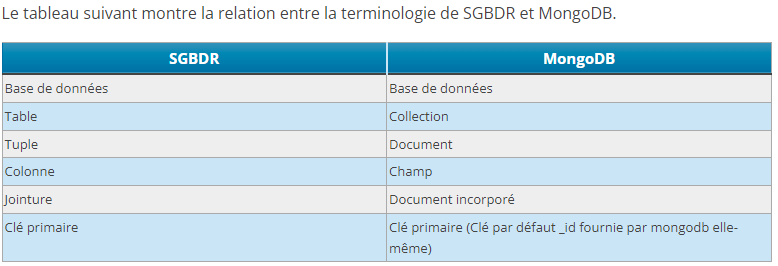 Le tableau suivant montre la relation entre la terminologie de SGBDR et MongoDB.
SGBDR MongoDB
Base de données Base de données
Table Collection
Tuple Document
Colonne Champ
Jointure Document incorporé
Clé primaire Clé primaire (Clé par défaut _id fournie par mongodb elle-
même)